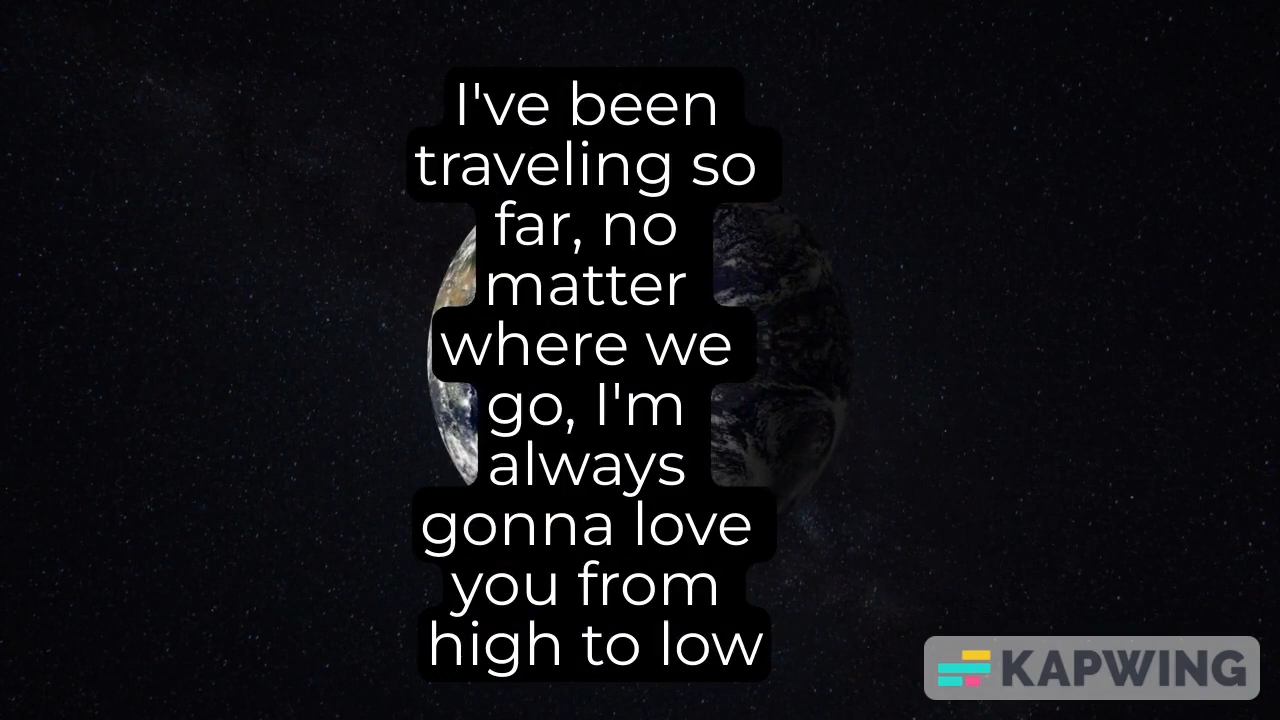 I've been
traveling so
far, no
matter
where we
go, I'm
always
gonna love
you from
high to low
KAPWING